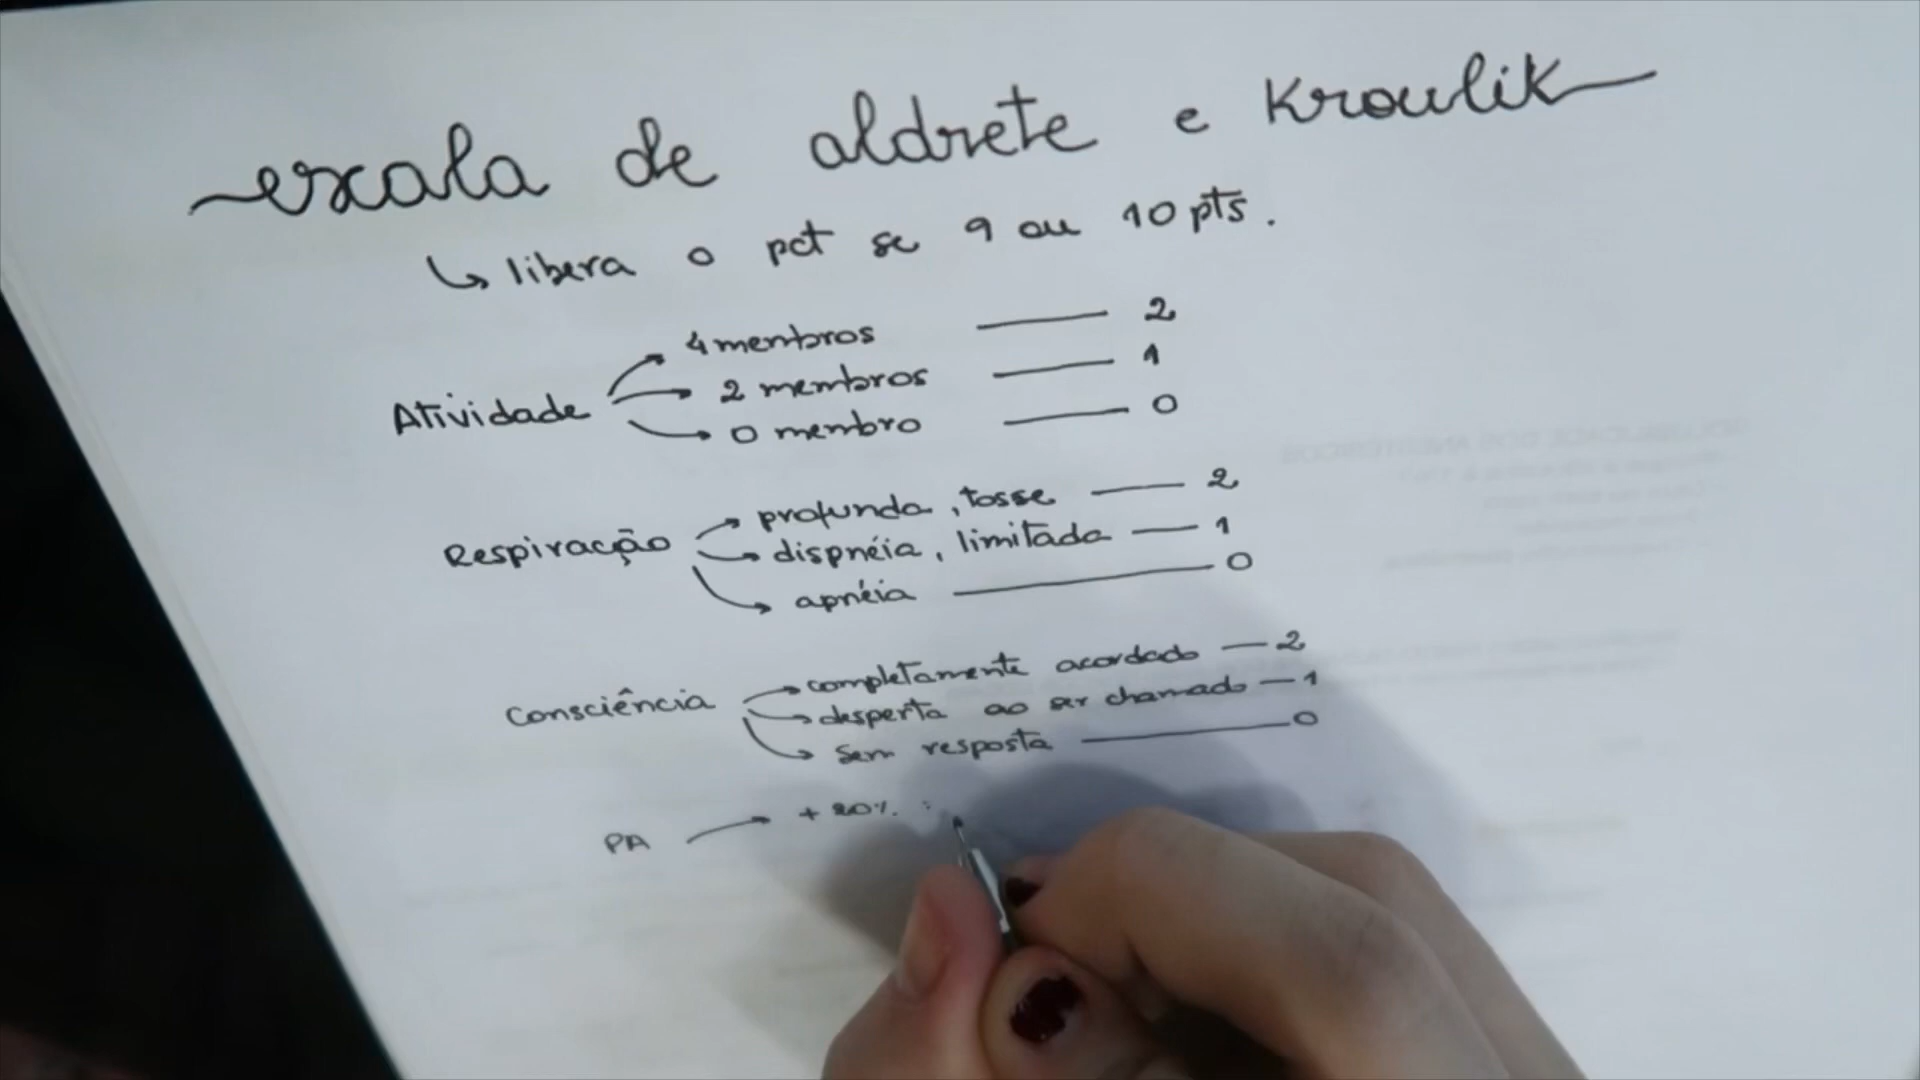 escala de aldrete e Kroulik
↳ libera o pct se 9 ou 10 pts.
4 membros — 2
Atividade → 2 membros — 1
0 membro — 0
profunda, tosse — 2
Respiração → dispnéia, limitada — 1
apnéia — 0
completamente acordado — 2
Consciência → desperta ao ser chamado — 1
Sem resposta — 0
PA → + 20% :